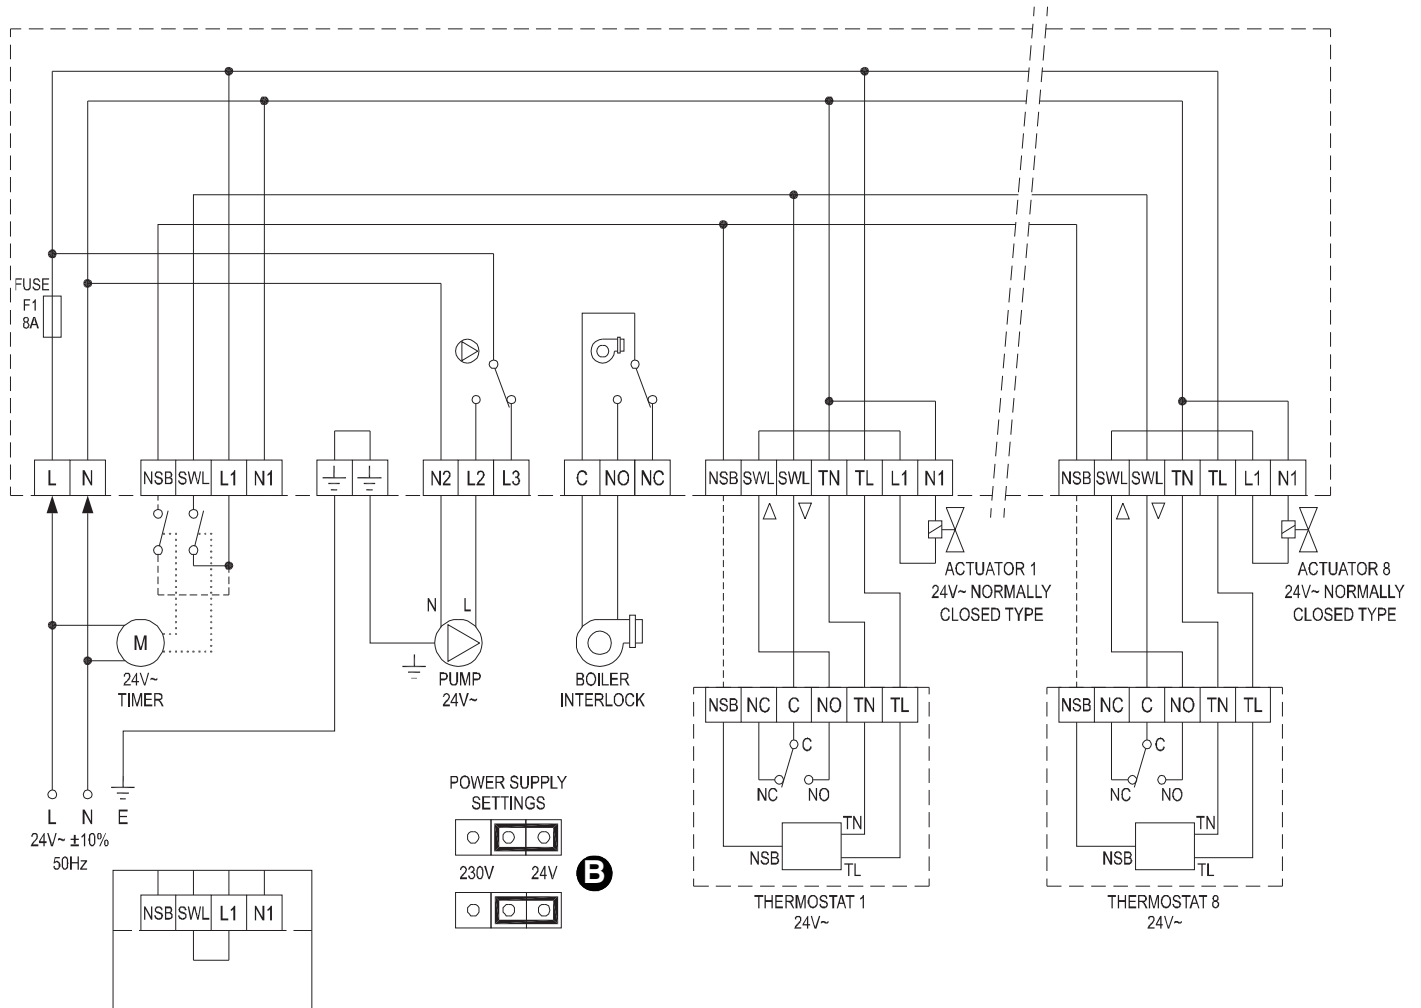 FUSE
F1
8A
L N
NSB SWL L1 N1
N2 L2 L3
C NO NC
NSB SWL SWL TN TL L1 N1
NSB SWL SWL TN TL L1 N1
ACTUATOR 1
24V~ NORMALLY
CLOSED TYPE
ACTUATOR 8
24V~ NORMALLY
CLOSED TYPE
M
24V~
TIMER
N L
PUMP
24V~
BOILER
INTERLOCK
NSB NC C NO TN TL
C
NC NO
TN
NSB
TL
THERMOSTAT 1
24V~
NSB NC C NO TN TL
C
NC NO
TN
NSB
TL
THERMOSTAT 8
24V~
L N E
24V~ ±10%
50Hz
POWER SUPPLY
SETTINGS
230V 24V
B
NSB SWL L1 N1